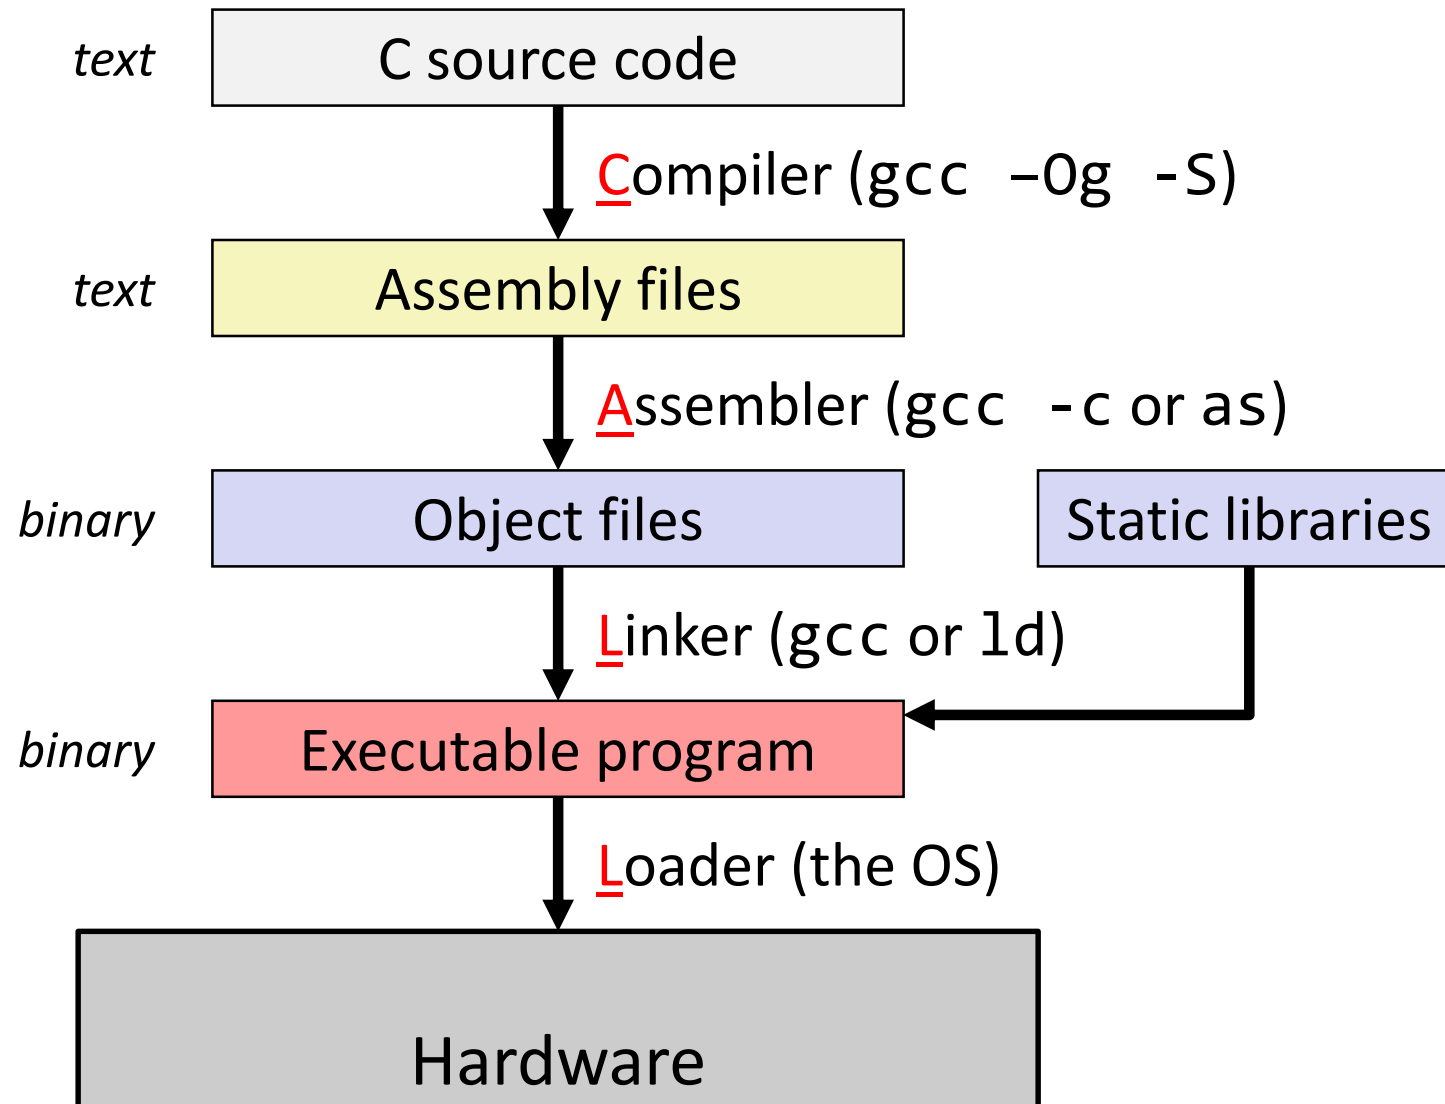 text
C source code
Compiler (gcc –Og -S)
text
Assembly files
Assembler (gcc -c or as)
binary
Object files
Static libraries
Linker (gcc or ld)
binary
Executable program
Loader (the OS)
Hardware